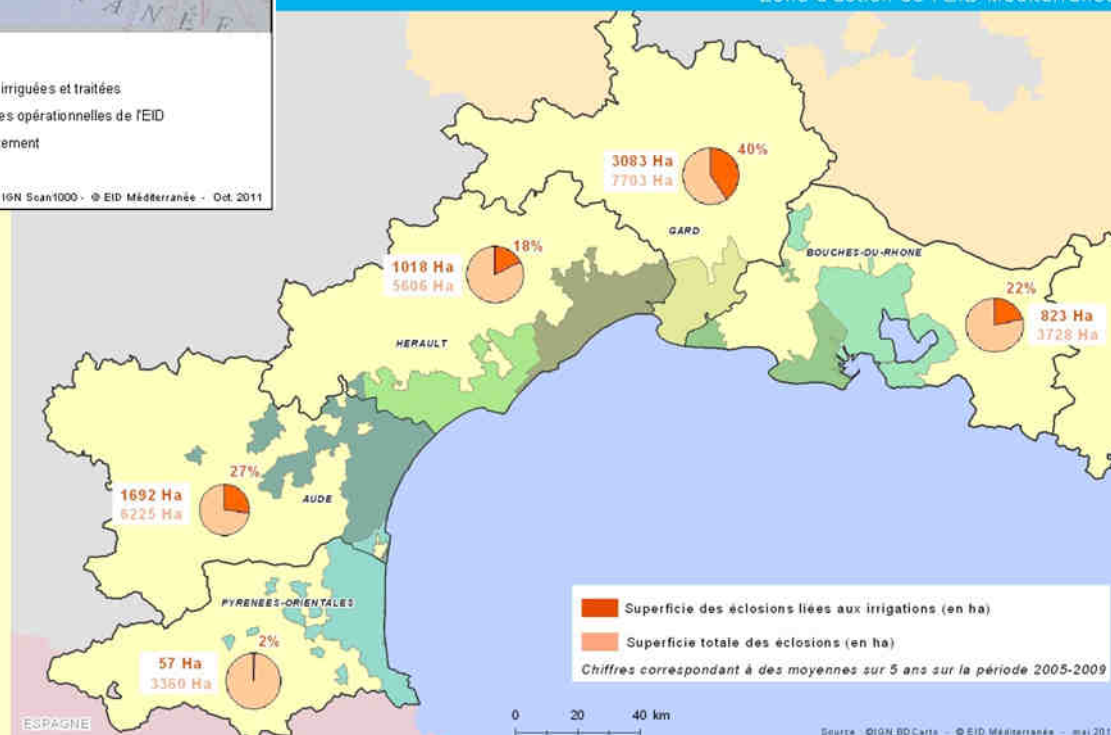 A N É E
irriguées et traitées
es opérationnelles de l'EID
tement
IGN Scan1000 - © EID Méditerranée - Oct. 2011
3083 Ha
7703 Ha
40%
GARD
BOUCHES-DU-RHONE
1018 Ha
5606 Ha
18%
HERAULT
22%
823 Ha
3728 Ha
1692 Ha
6225 Ha
27%
AUDE
PYRENEES-ORIENTALES
2%
57 Ha
3360 Ha
ESPAGNE
Superficie des éclosions liées aux irrigations (en ha)
Superficie totale des éclosions (en ha)
Chiffres correspondant à des moyennes sur 5 ans sur la période 2005-2009
0 20 40 km
Source : ©IGN BD Carto - © EID Méditerranée - mai 201